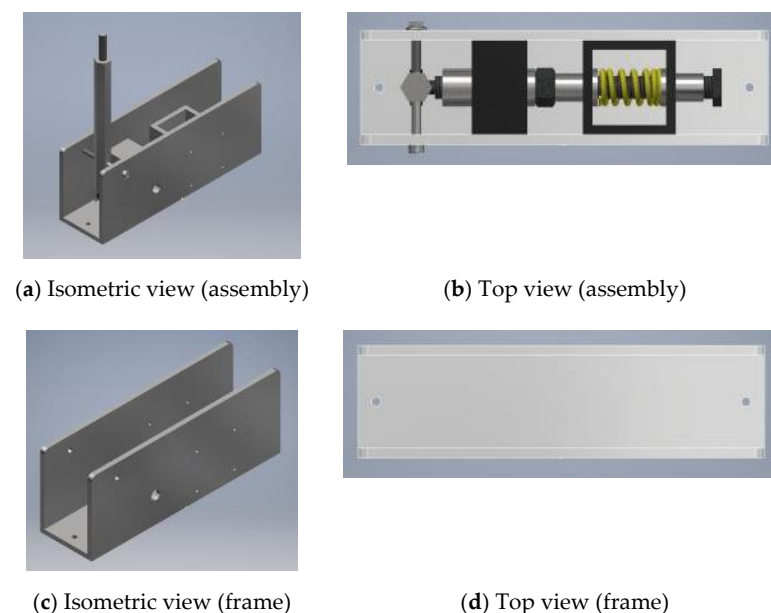 (a) Isometric view (assembly)
(b) Top view (assembly)
(c) Isometric view (frame)
(d) Top view (frame)